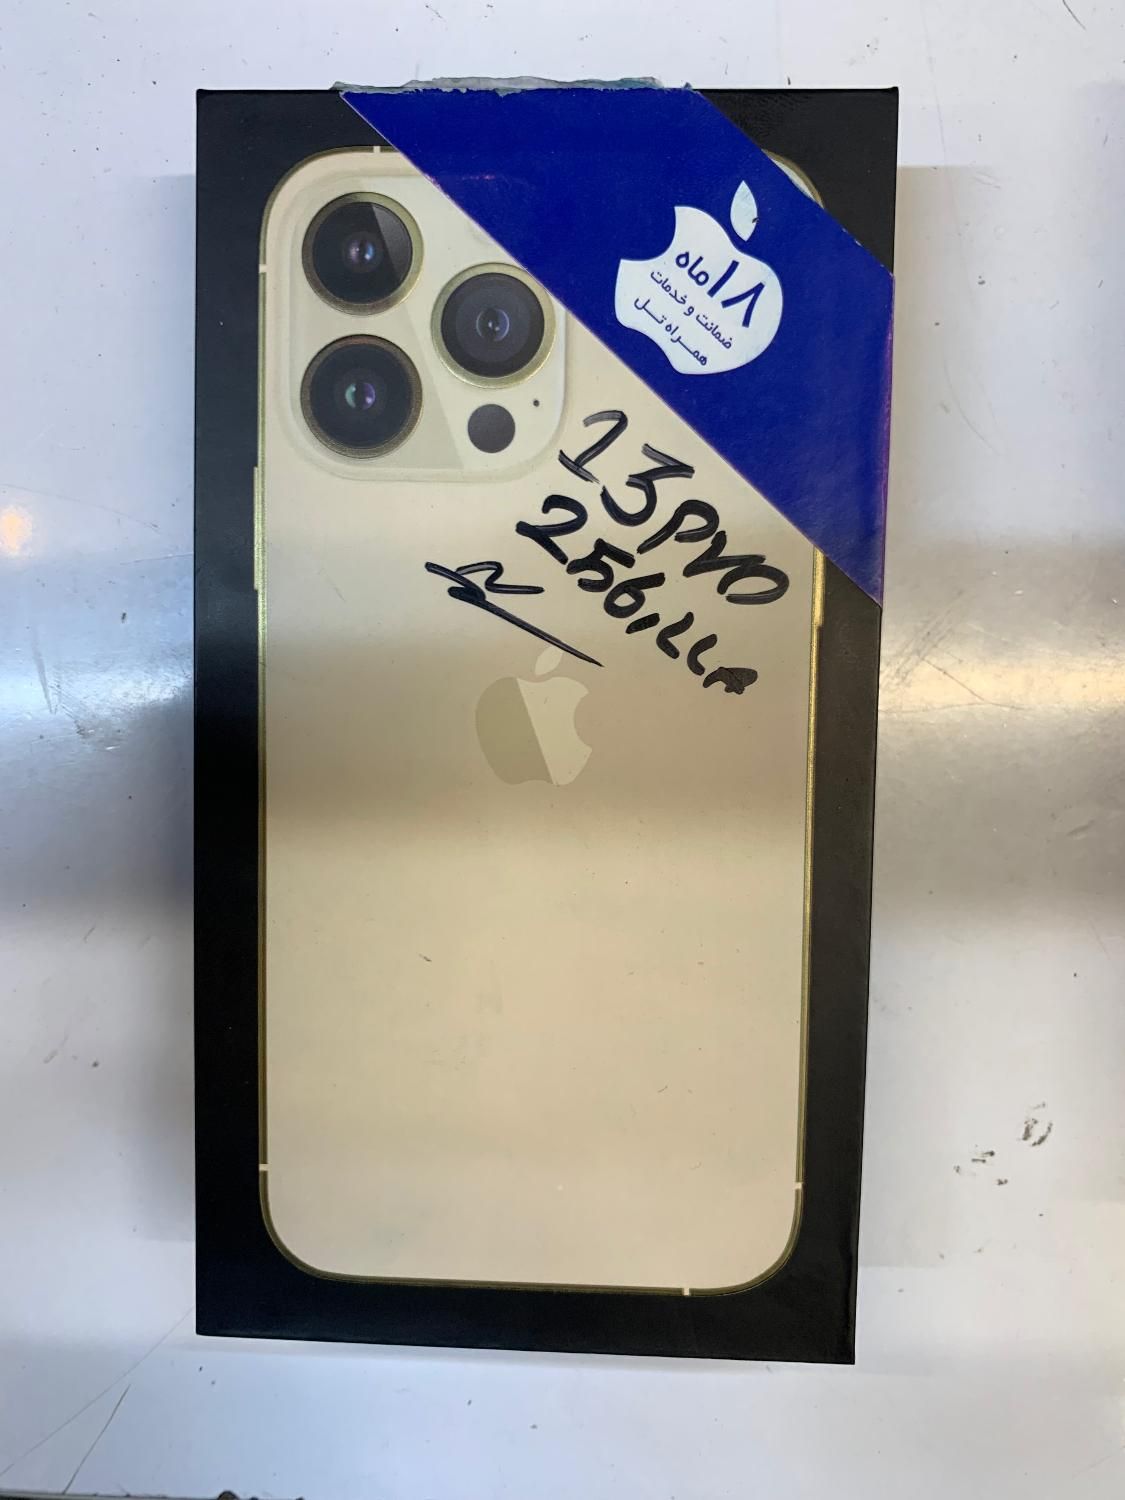 ۱۸ ماه
ضمانت و خدمات
همراه تل
13pro
256,LLA